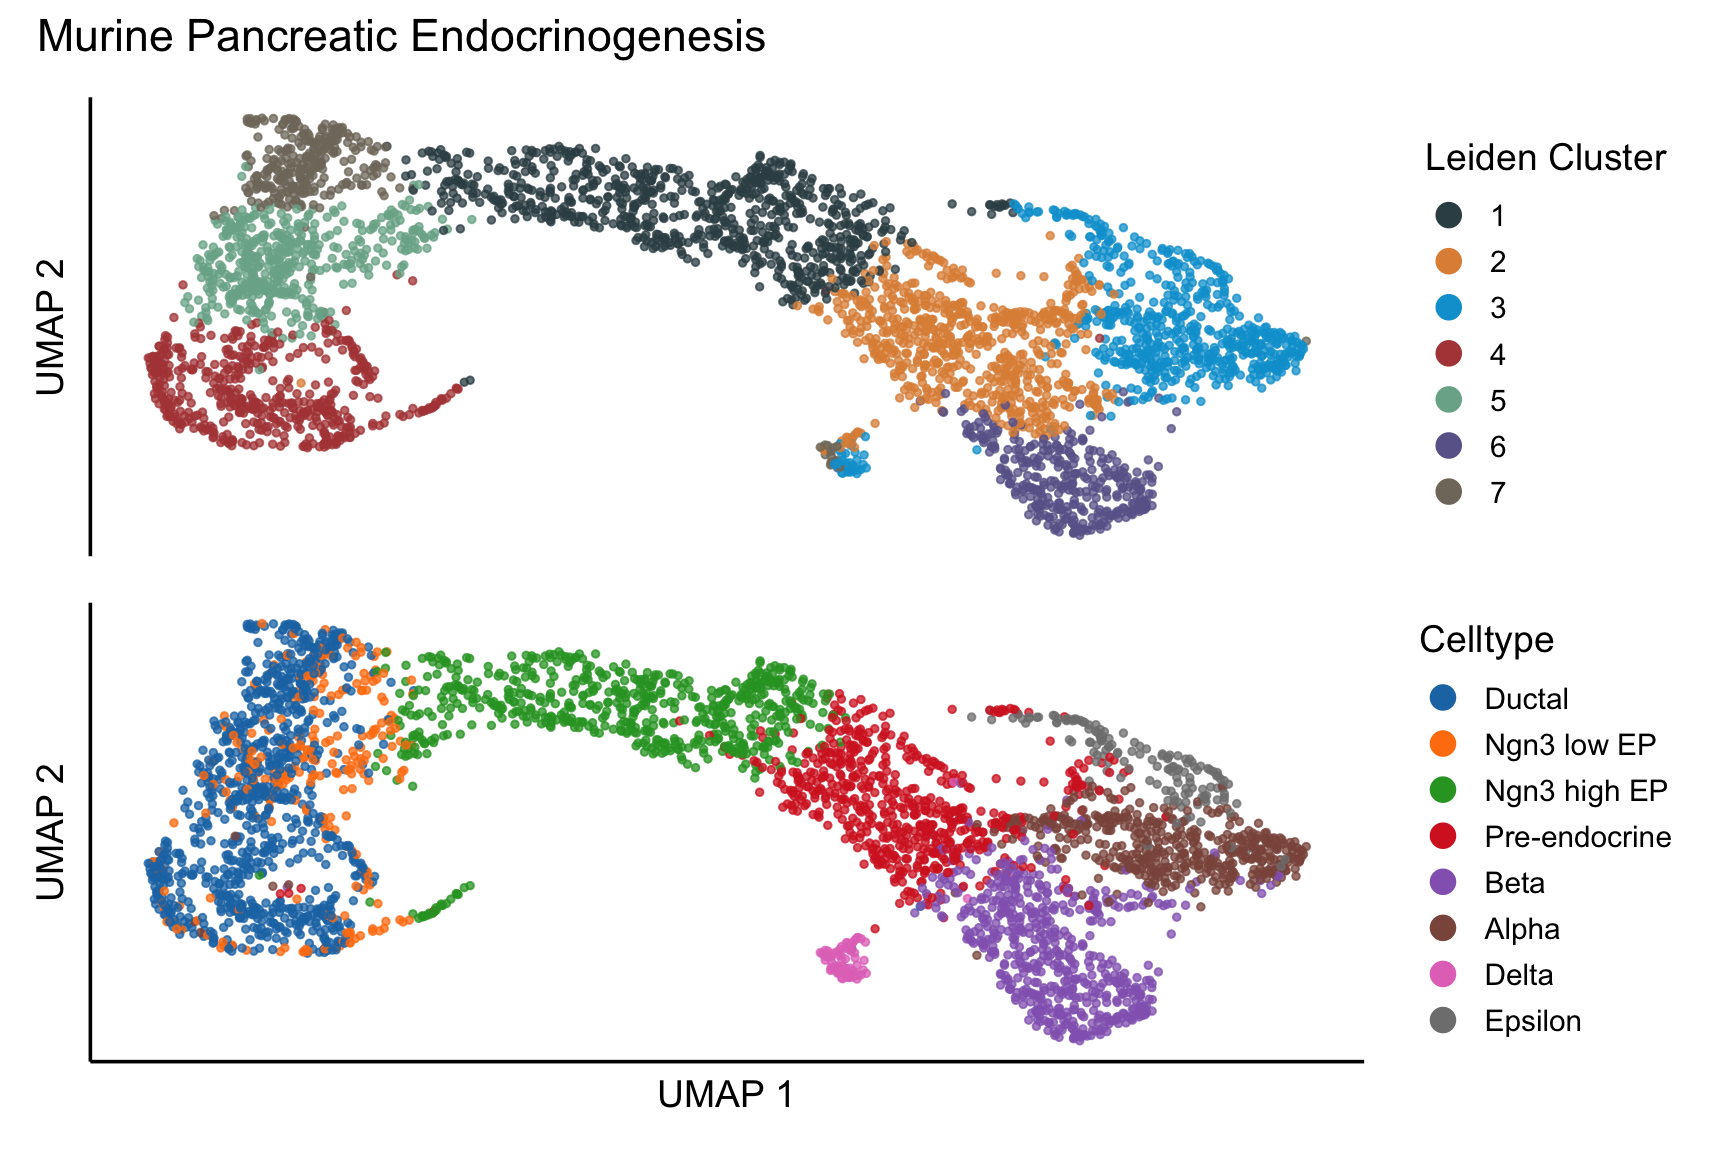 Murine Pancreatic Endocrinogenesis
UMAP 2
Leiden Cluster
1
2
3
4
5
6
7
UMAP 2
Celltype
Ductal
Ngn3 low EP
Ngn3 high EP
Pre-endocrine
Beta
Alpha
Delta
Epsilon
UMAP 1